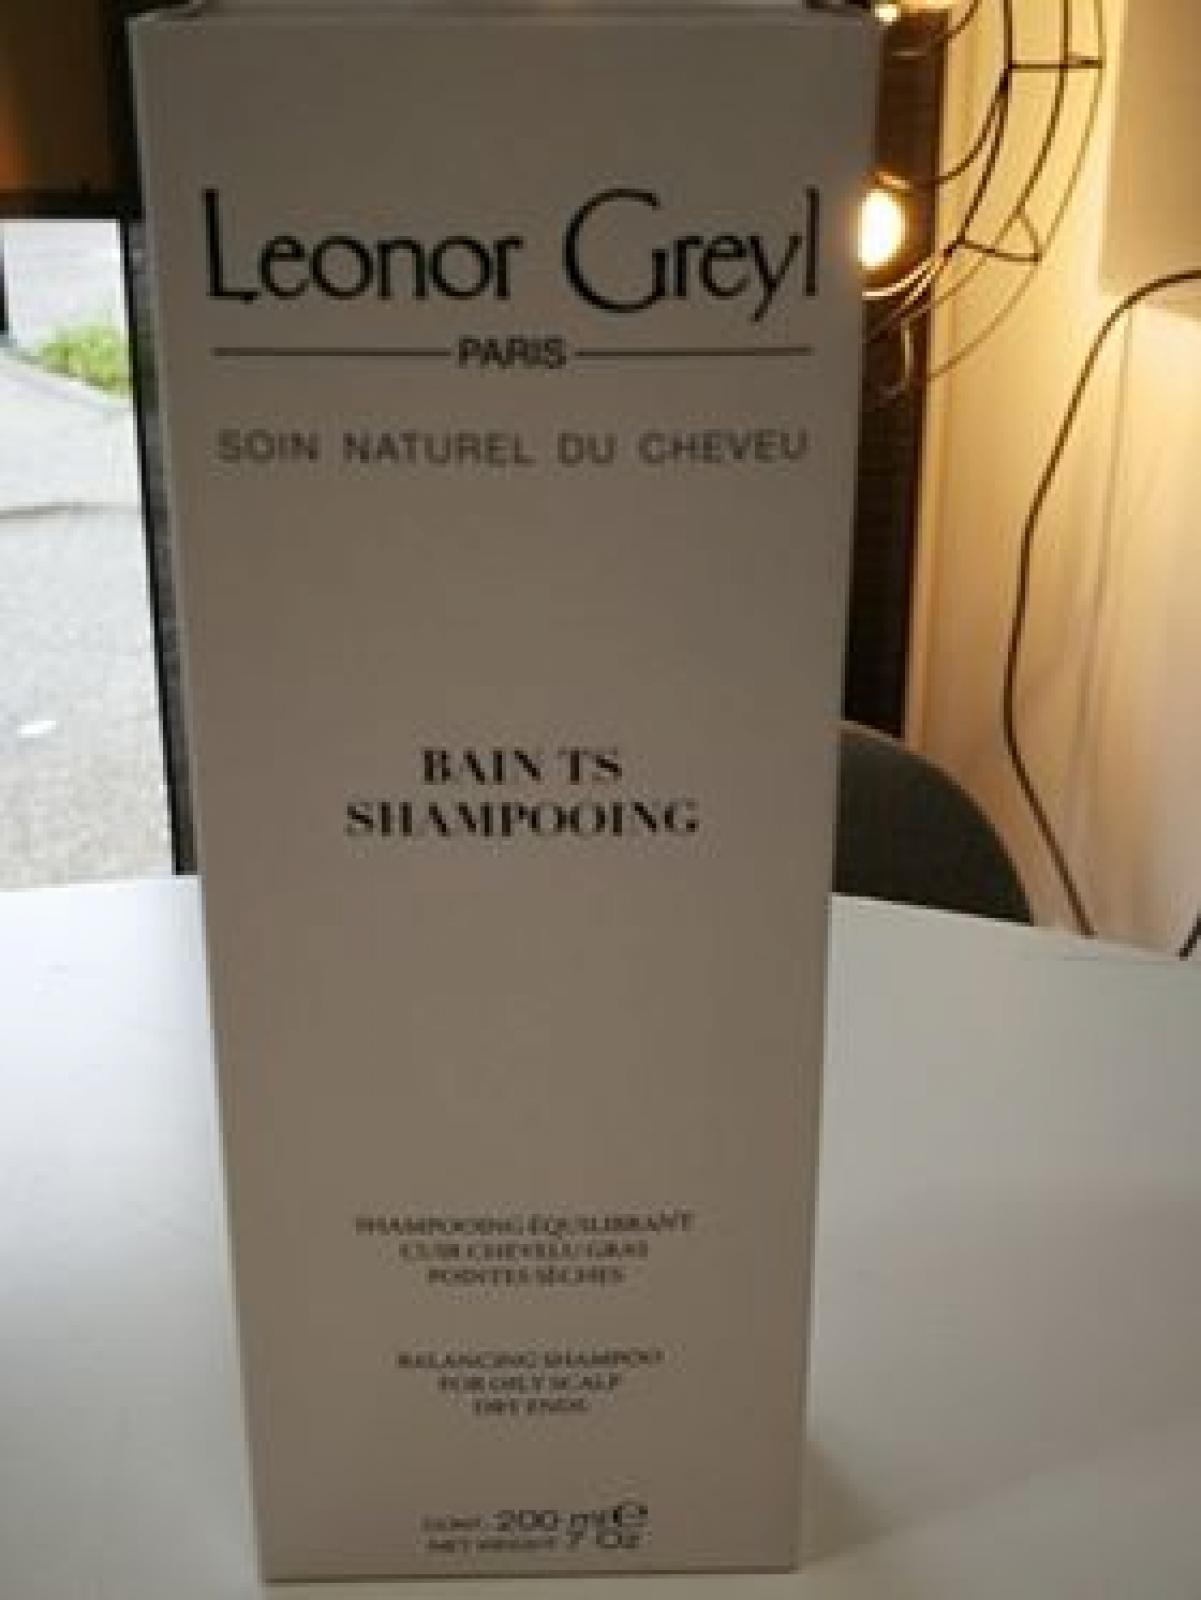 Leonor Greyl
PARIS
SOIN NATUREL DU CHEVEU
BAIN TS
SHAMPOOING
SHAMPOOING ÉQUILIBRANT
CUIR CHEVELU GRAS
POINTES SÈCHES
BALANCING SHAMPOO
FOR OILY SCALP
DRY ENDS
CONT. 200 ml ℮
NET WEIGHT 7 Oz